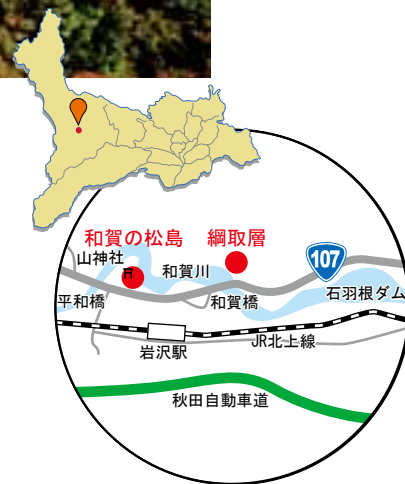 和賀の松島
綱取層
山神社
和賀川
107
平和橋
和賀橋
石羽根ダム
岩沢駅
JR北上線
秋田自動車道